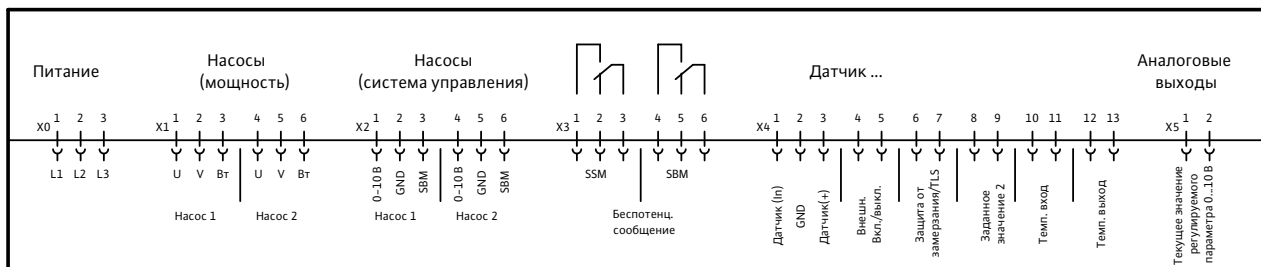 Питание
Насосы
(мощность)
Насосы
(система управления)
Датчик ...
Аналоговые
выходы
X0 1 2 3
X1 1 2 3 4 5 6
X2 1 2 3 4 5 6
X3 1 2 3 4 5 6
X4 1 2 3 4 5 6 7 8 9 10 11 12 13
X5 1 2
L1 L2 L3
U V Вт U V Вт
Насос 1 Насос 2
0–10 В GND SBM 0–10 В GND SBM
Насос 1 Насос 2
SSM SBM
Беспотенц.
сообщение
Датчик (In)
GND
Датчик(+)
Внешн.
Вкл./выкл.
Защита от
замерзания/TLS
Заданное
значение 2
Темп. вход
Темп. выход
Текущее значение
регулируемого
параметра 0...10 В